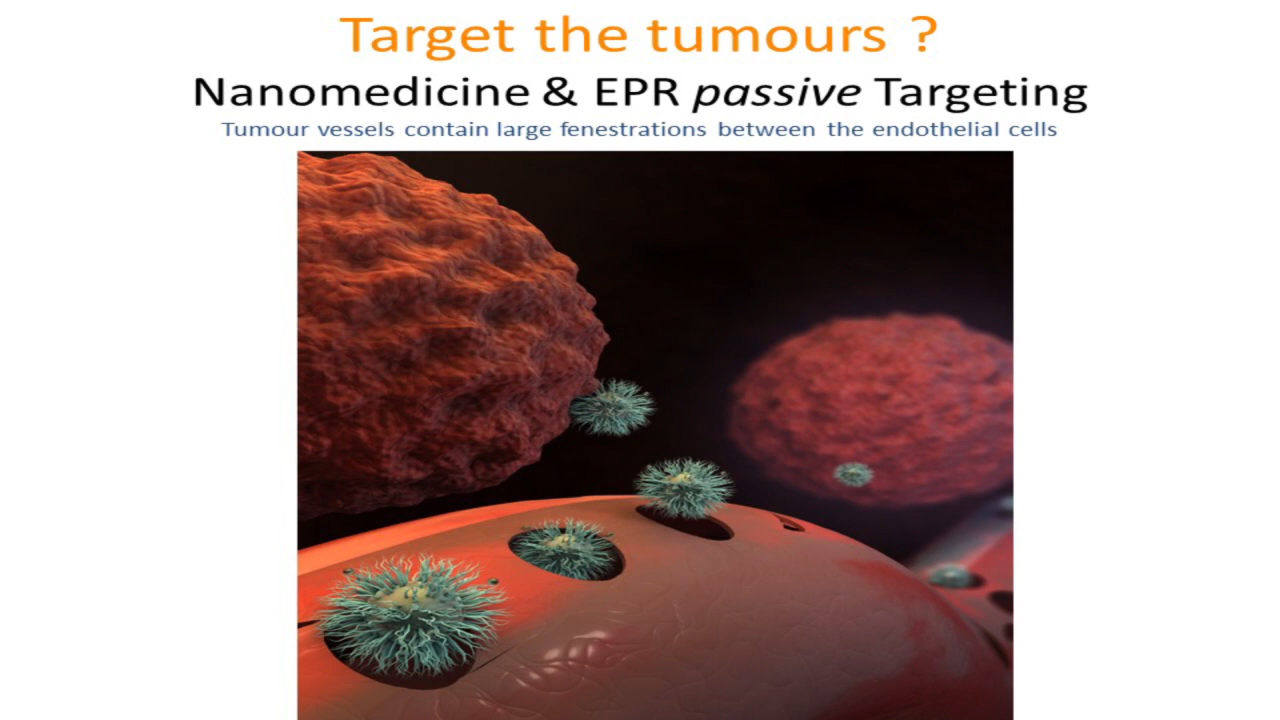 Target the tumours ?
Nanomedicine & EPR passive Targeting
Tumour vessels contain large fenestrations between the endothelial cells